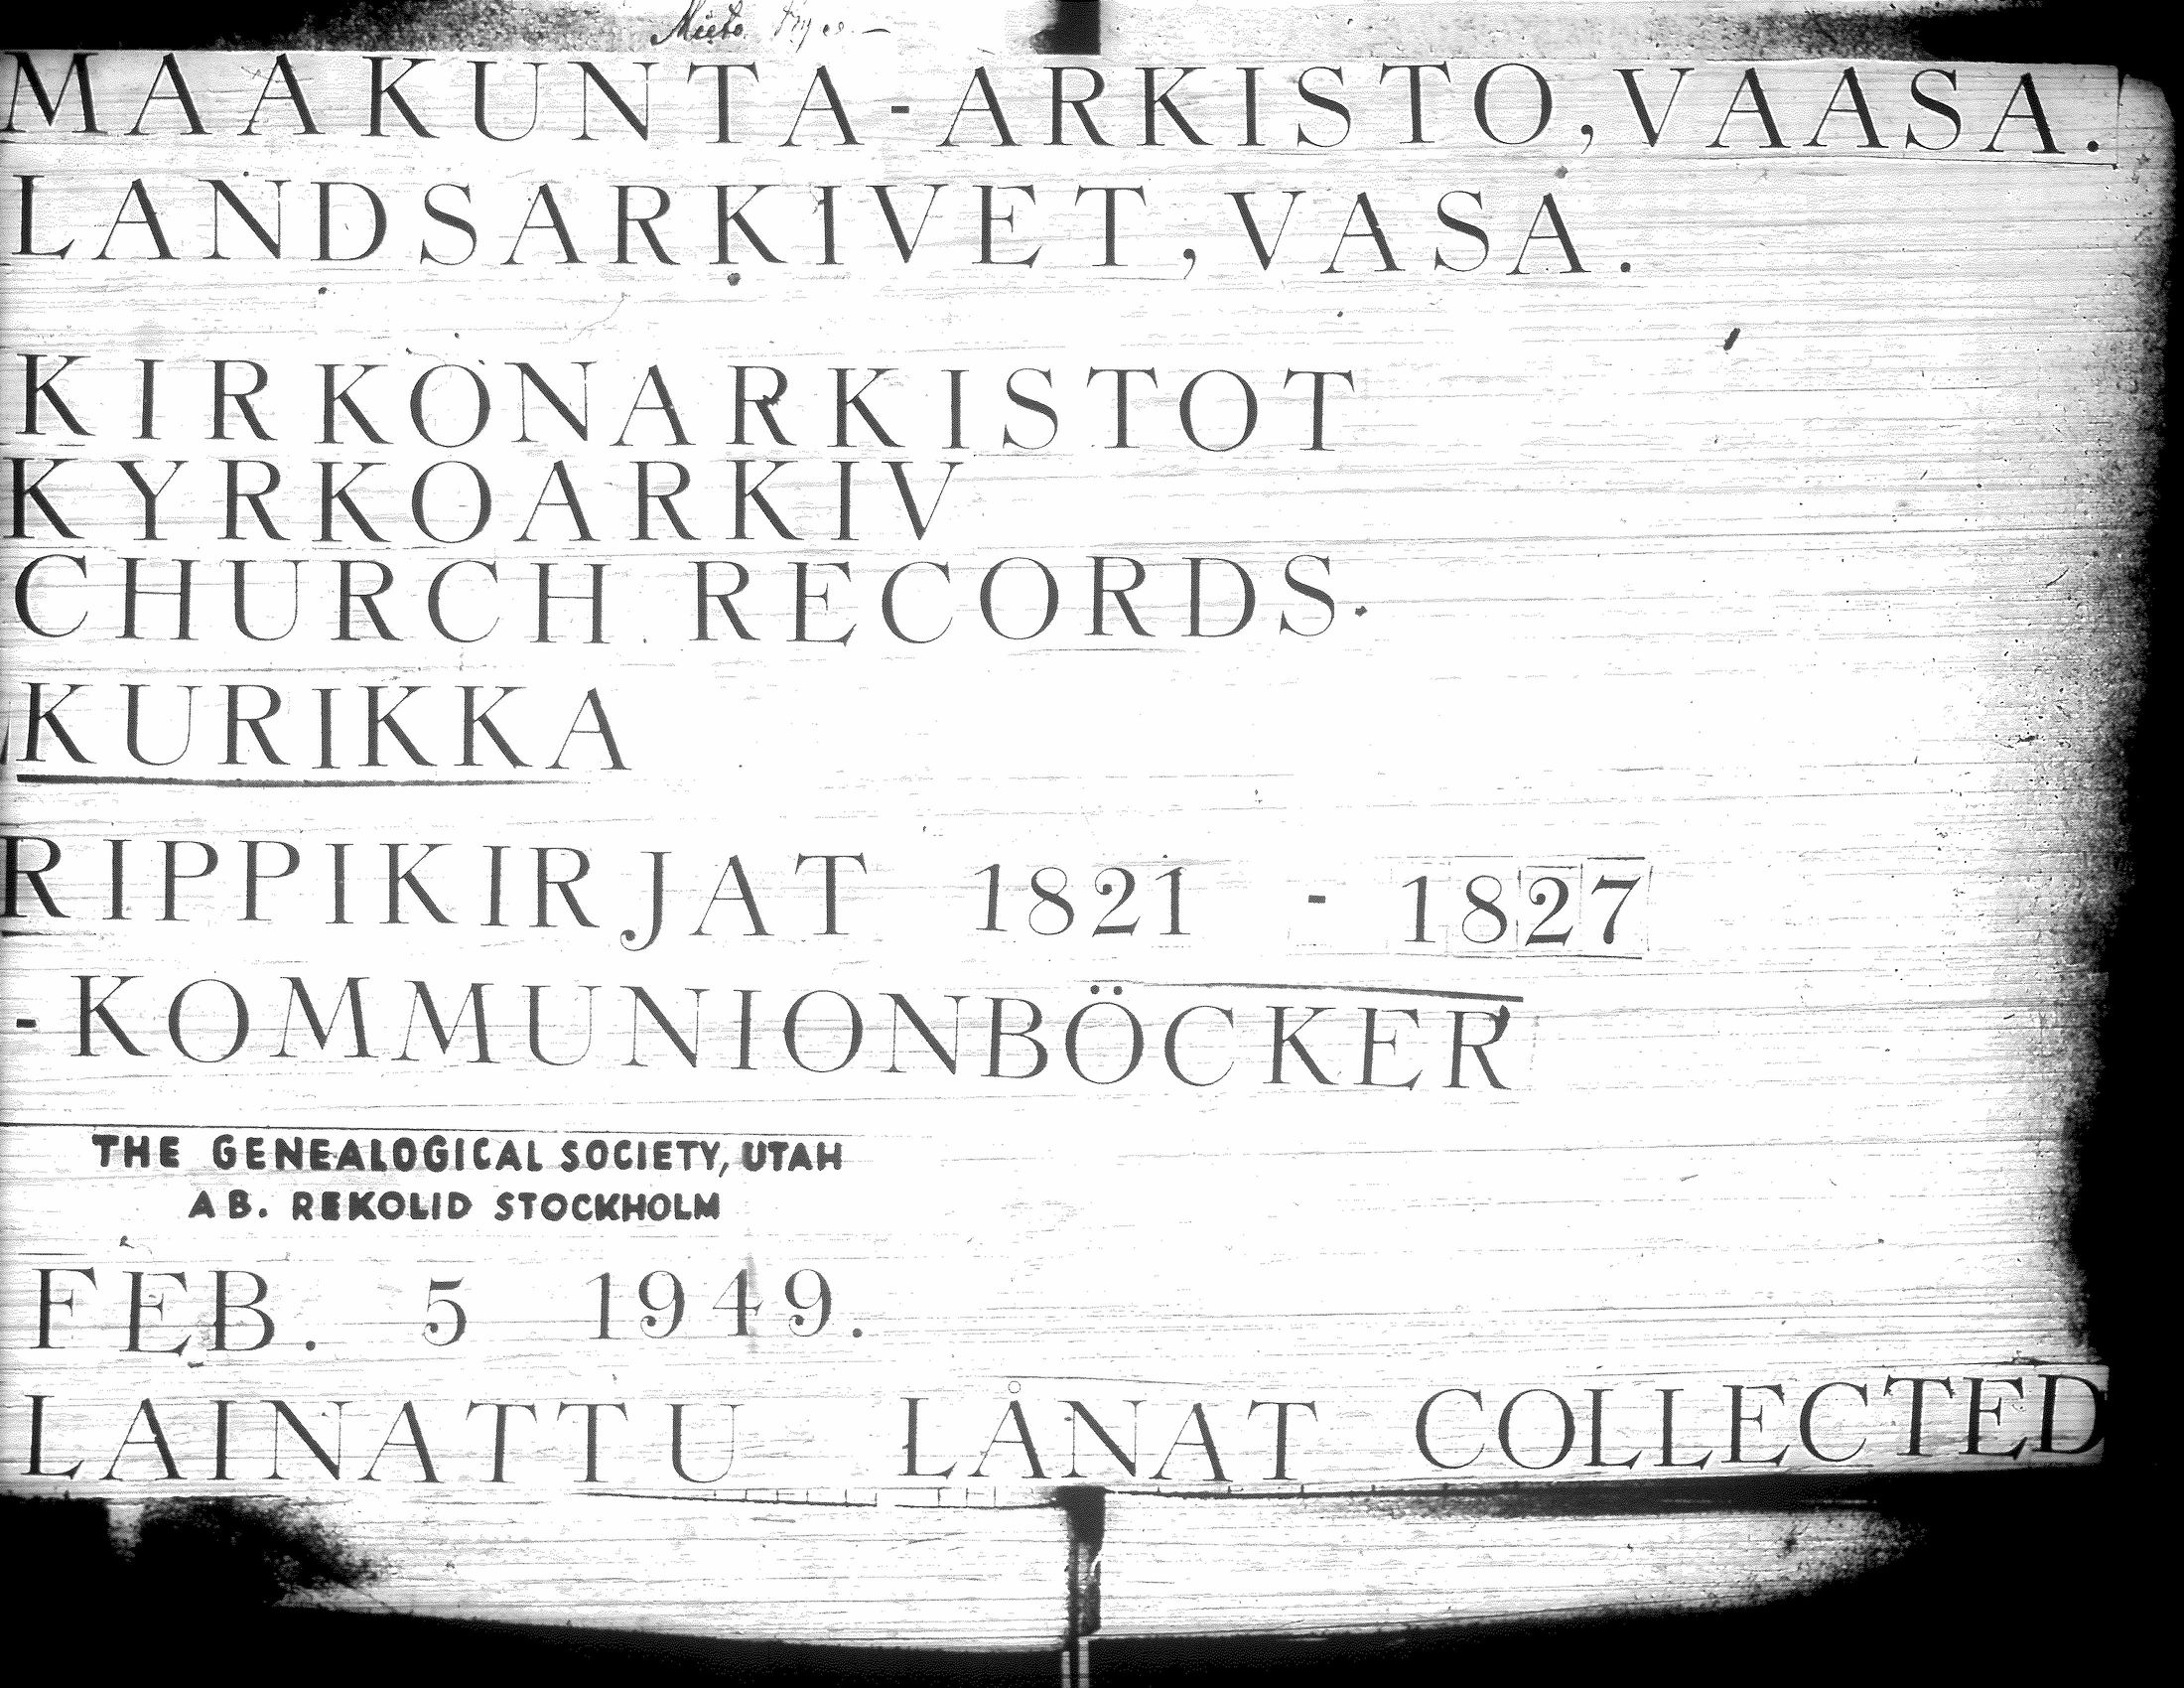 MAAKUNTA-ARKISTO, VAASA.
LANDSARKIVET, VASA.
KIRKONARKISTOT
KYRKOARKIV
CHURCH RECORDS.
KURIKKA
RIPPIKIRJAT 1821 - 1827
-KOMMUNIONBÖCKER
THE GENEALOGICAL SOCIETY, UTAH
AB. REKOLID STOCKHOLM
FEB. 5 1949.
LAINATTU LÅNAT COLLECTED